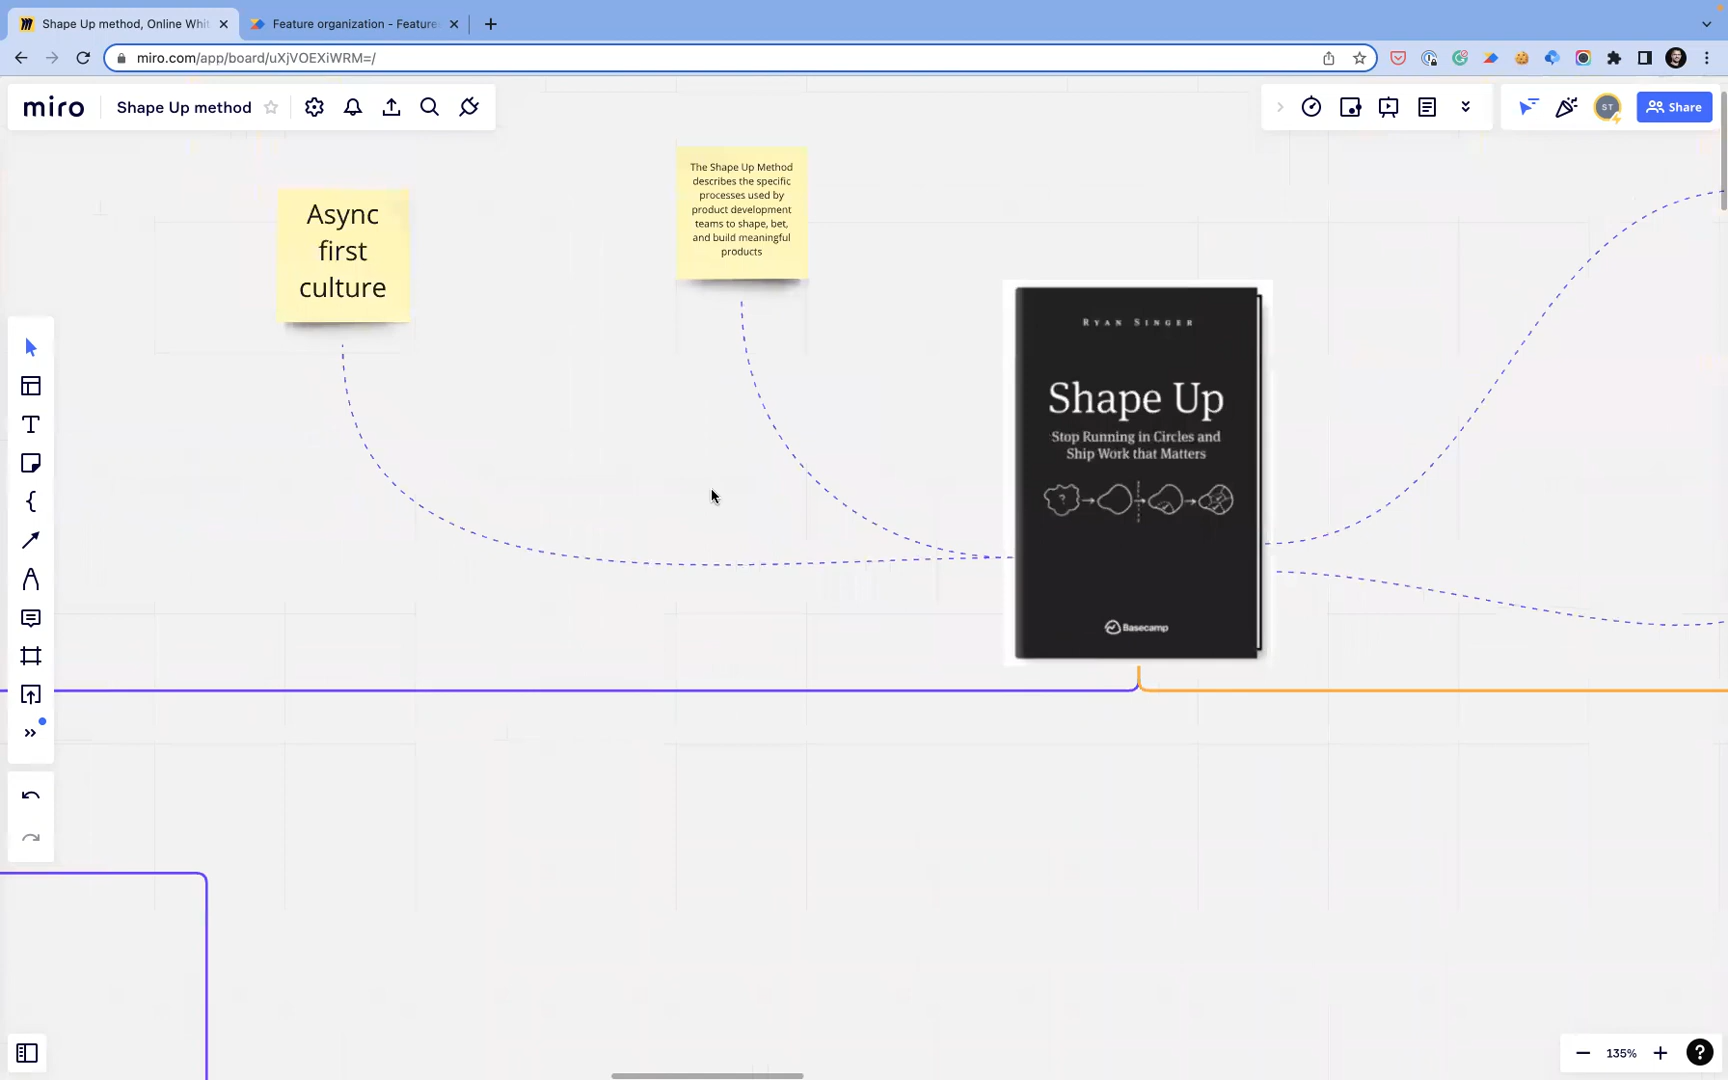 Shape Up method, Online Whit
Feature organization - Feature
miro.com/app/board/uXjVOEXiWRM=/
miro
Shape Up method
ST
Share
Async
first
culture
The Shape Up Method
describes the specific
processes used by
product development
teams to shape, bet,
and build meaningful
products
RYAN SINGER
Shape Up
Stop Running in Circles and
Ship Work that Matters
?
Basecamp
135%
?